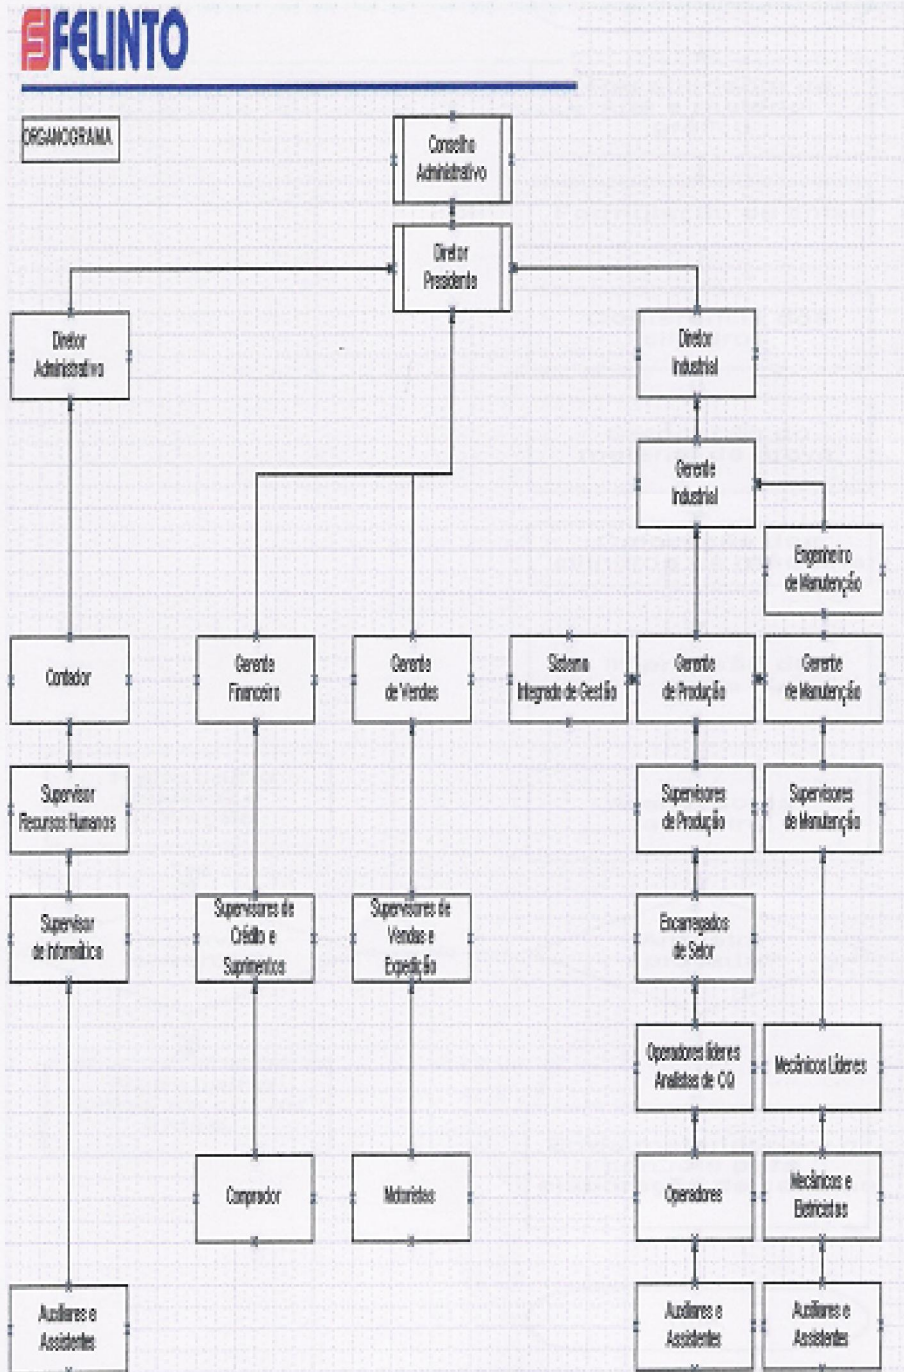 FELINTO
ORGANOGRAMA
Conselho
Administrativo
Diretor
Presidente
Diretor
Administrativo
Diretor
Industrial
Gerente
Industrial
Engenheiro
de Manutenção
Contador
Gerente
Financeiro
Gerente
de Vendas
Sistema
Integrado de Gestão
Gerente
de Produção
Gerente
de Manutenção
Supervisor
Recursos Humanos
Supervisores
de Produção
Supervisores
de Manutenção
Supervisor
de Informática
Supervisores de
Crédito e
Suprimentos
Supervisores de
Vendas e
Expedição
Encarregados
de Setor
Operadores líderes
Analistas de CQ
Mecânicos Líderes
Comprador
Motoristas
Operadores
Mecânicos e
Eletricistas
Auxiliares e
Assistentes
Auxiliares e
Assistentes
Auxiliares e
Assistentes